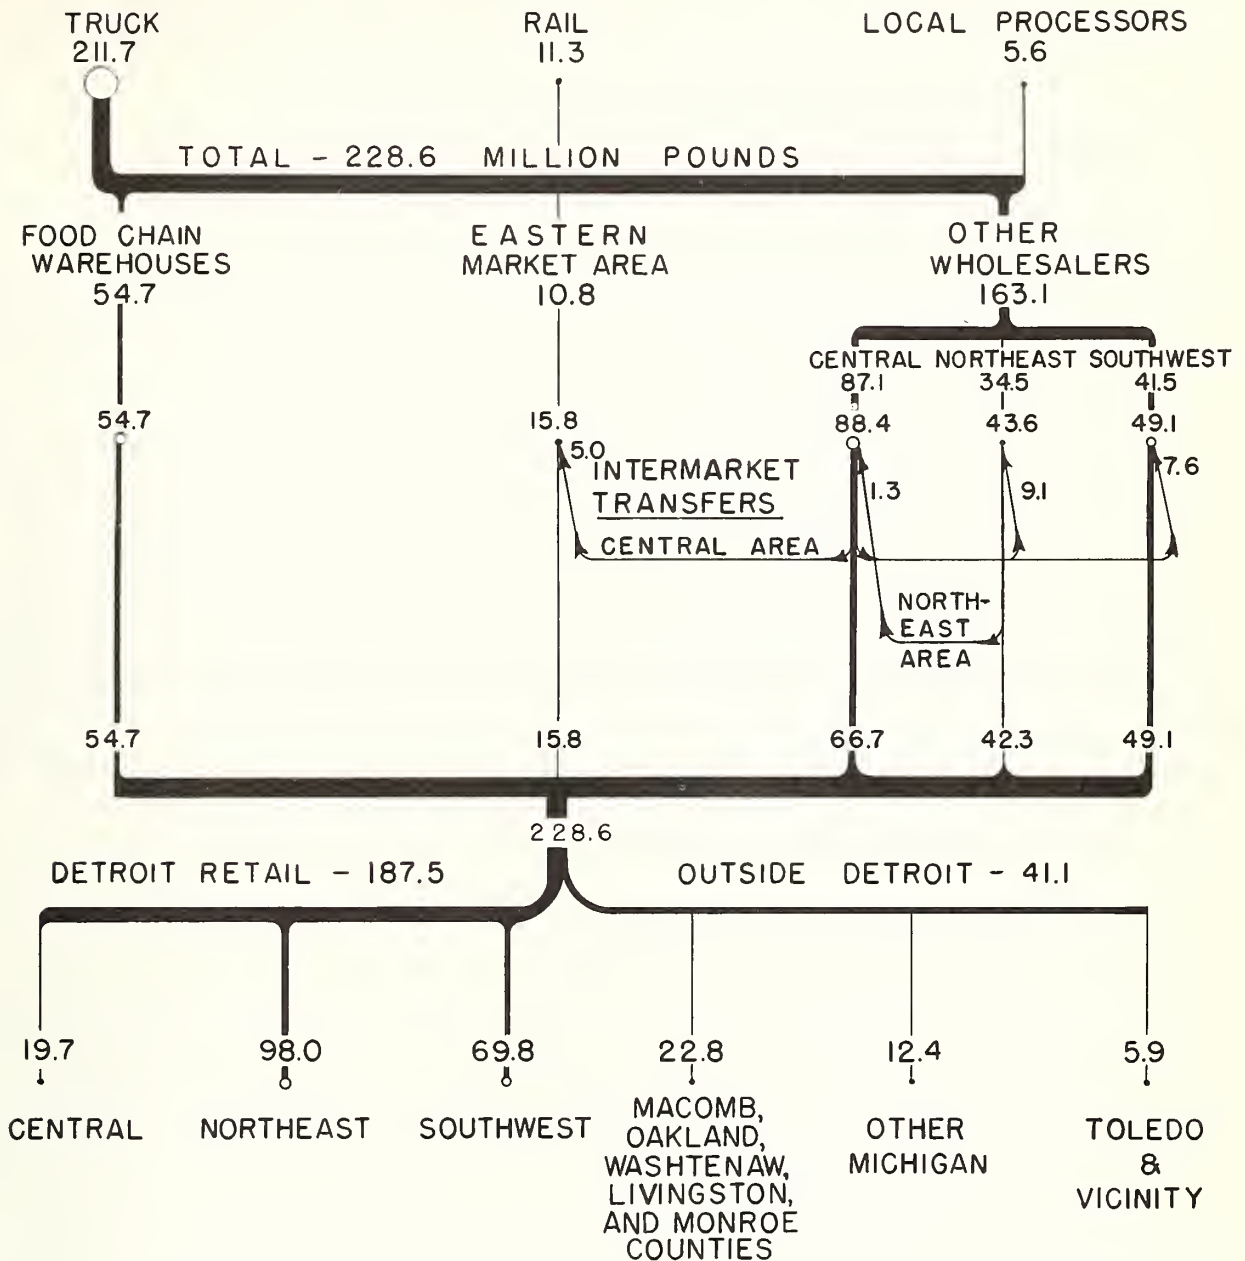 TRUCK
211.7
RAIL
11.3
LOCAL PROCESSORS
5.6
TOTAL - 228.6 MILLION POUNDS
FOOD CHAIN
WAREHOUSES
54.7
EASTERN
MARKET AREA
10.8
OTHER
WHOLESALERS
163.1
CENTRAL NORTHEAST SOUTHWEST
87.1 34.5 41.5
54.7 15.8 88.4 43.6 49.1
5.0
INTERMARKET
TRANSFERS
1.3 9.1 7.6
CENTRAL AREA
NORTH-
EAST
AREA
54.7 15.8 66.7 42.3 49.1
228.6
DETROIT RETAIL - 187.5
OUTSIDE DETROIT - 41.1
19.7 98.0 69.8 22.8 12.4 5.9
CENTRAL
NORTHEAST
SOUTHWEST
MACOMB,
OAKLAND,
WASHTENAW,
LIVINGSTON,
AND MONROE
COUNTIES
OTHER
MICHIGAN
TOLEDO
&
VICINITY